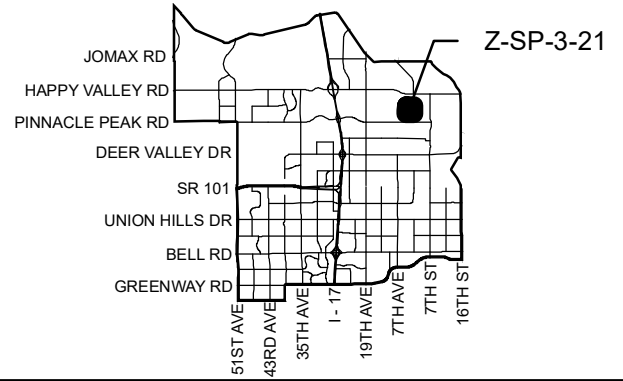 Z-SP-3-21
JOMAX RD
HAPPY VALLEY RD
PINNACLE PEAK RD
DEER VALLEY DR
SR 101
UNION HILLS DR
BELL RD
GREENWAY RD
51ST AVE
43RD AVE
35TH AVE
I - 17
19TH AVE
7TH AVE
7TH ST
16TH ST